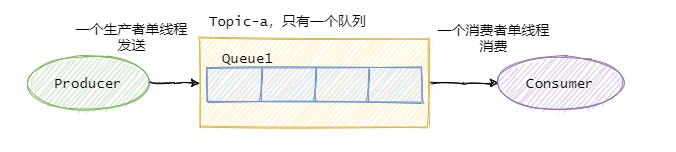 一个生产者单线程
发送
Topic-a，只有一个队列
一个消费者单线程
消费
Queue1
Producer
Consumer